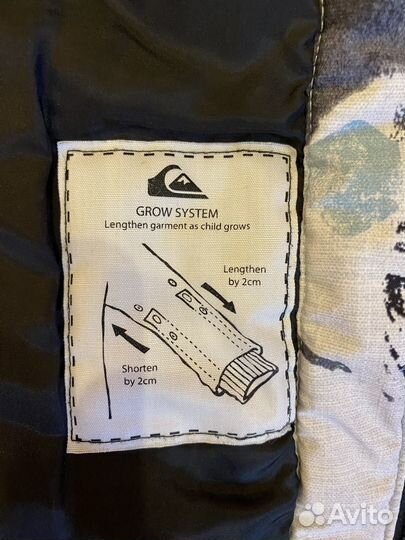 GROW SYSTEM
Lengthen garment as child grows
Lengthen
by 2cm
Shorten
by 2cm
Avito